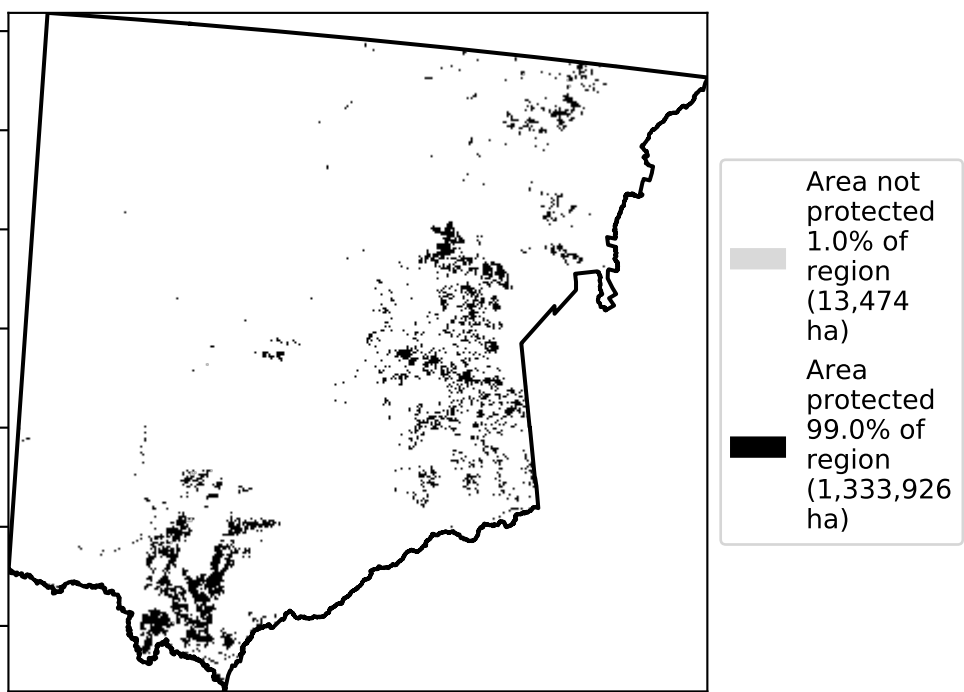 Area not
protected
1.0% of
region
(13,474
ha)
Area
protected
99.0% of
region
(1,333,926
ha)